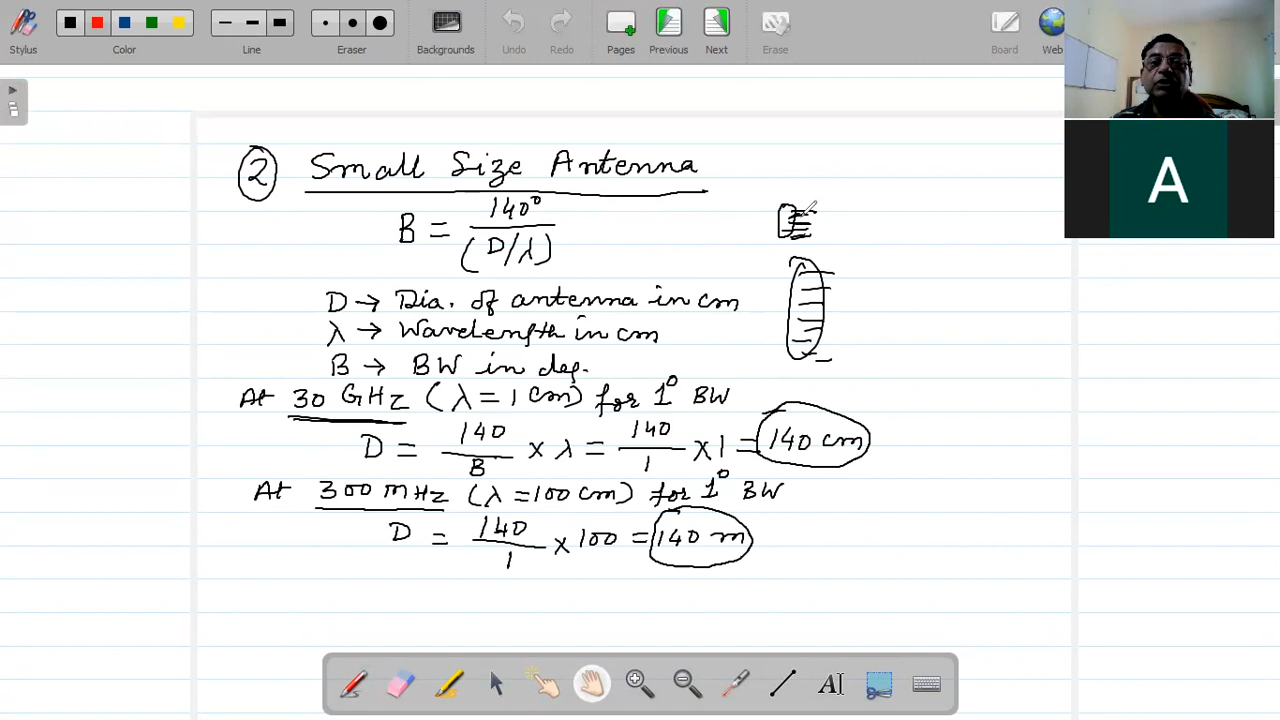 Stylus
Color
Line
Eraser
Backgrounds
Undo
Redo
Pages
Previous
Next
Erase
Board
Web
A
② Small Size Antenna
B = 140° / (D/λ)
D → Dia. of antenna in cm
λ → Wavelength in cm
B → BW in deg.
At 30 GHz (λ = 1 cm) for 1° BW
D = 140/B × λ = 140/1 × 1 = 140 cm
At 300 mHz (λ = 100 cm) for 1° BW
D = 140/1 × 100 = 140 m